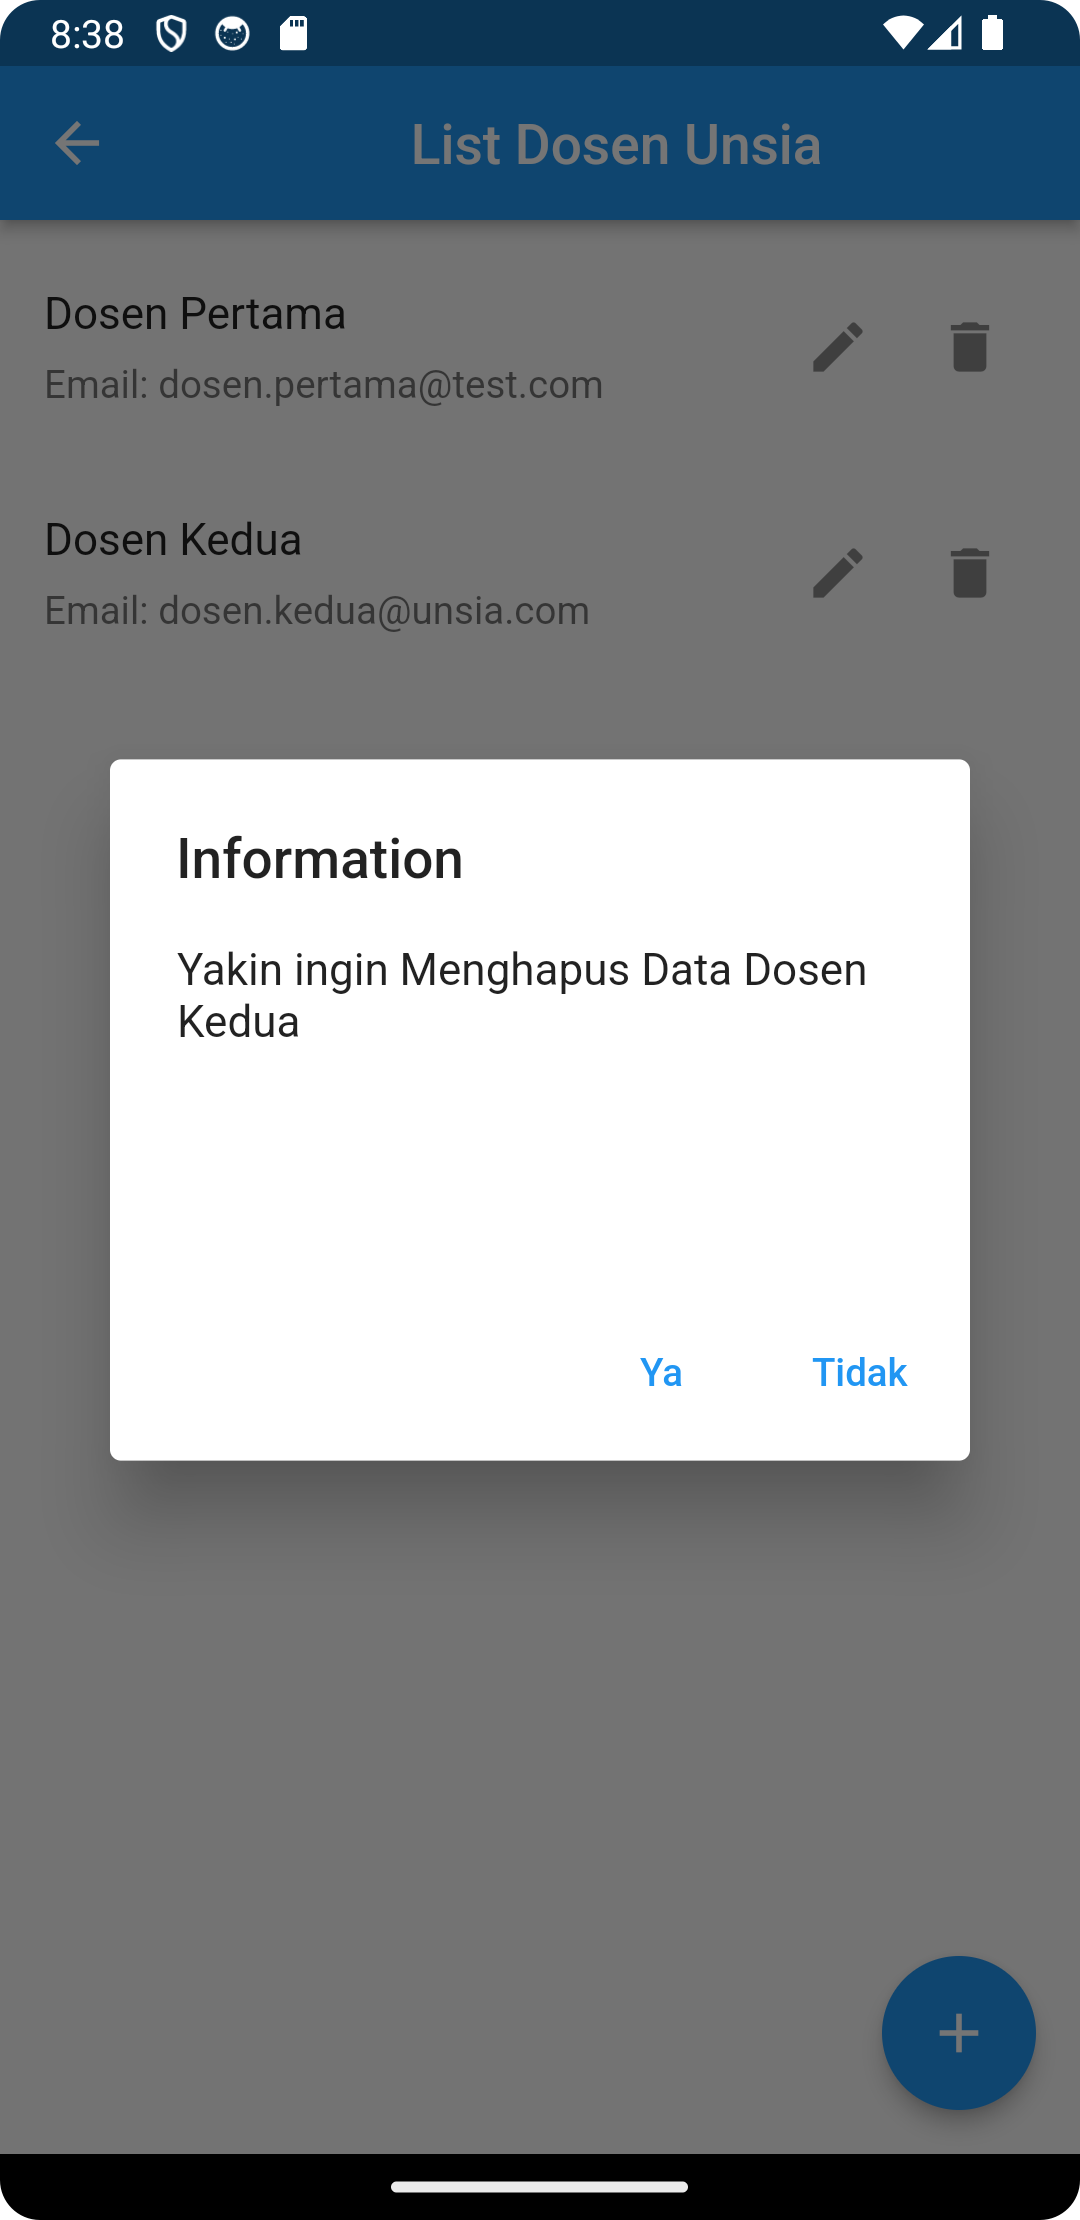 8:38
List Dosen Unsia
Dosen Pertama
Email: dosen.pertama@test.com
Dosen Kedua
Email: dosen.kedua@unsia.com
Information
Yakin ingin Menghapus Data Dosen
Kedua
Ya Tidak